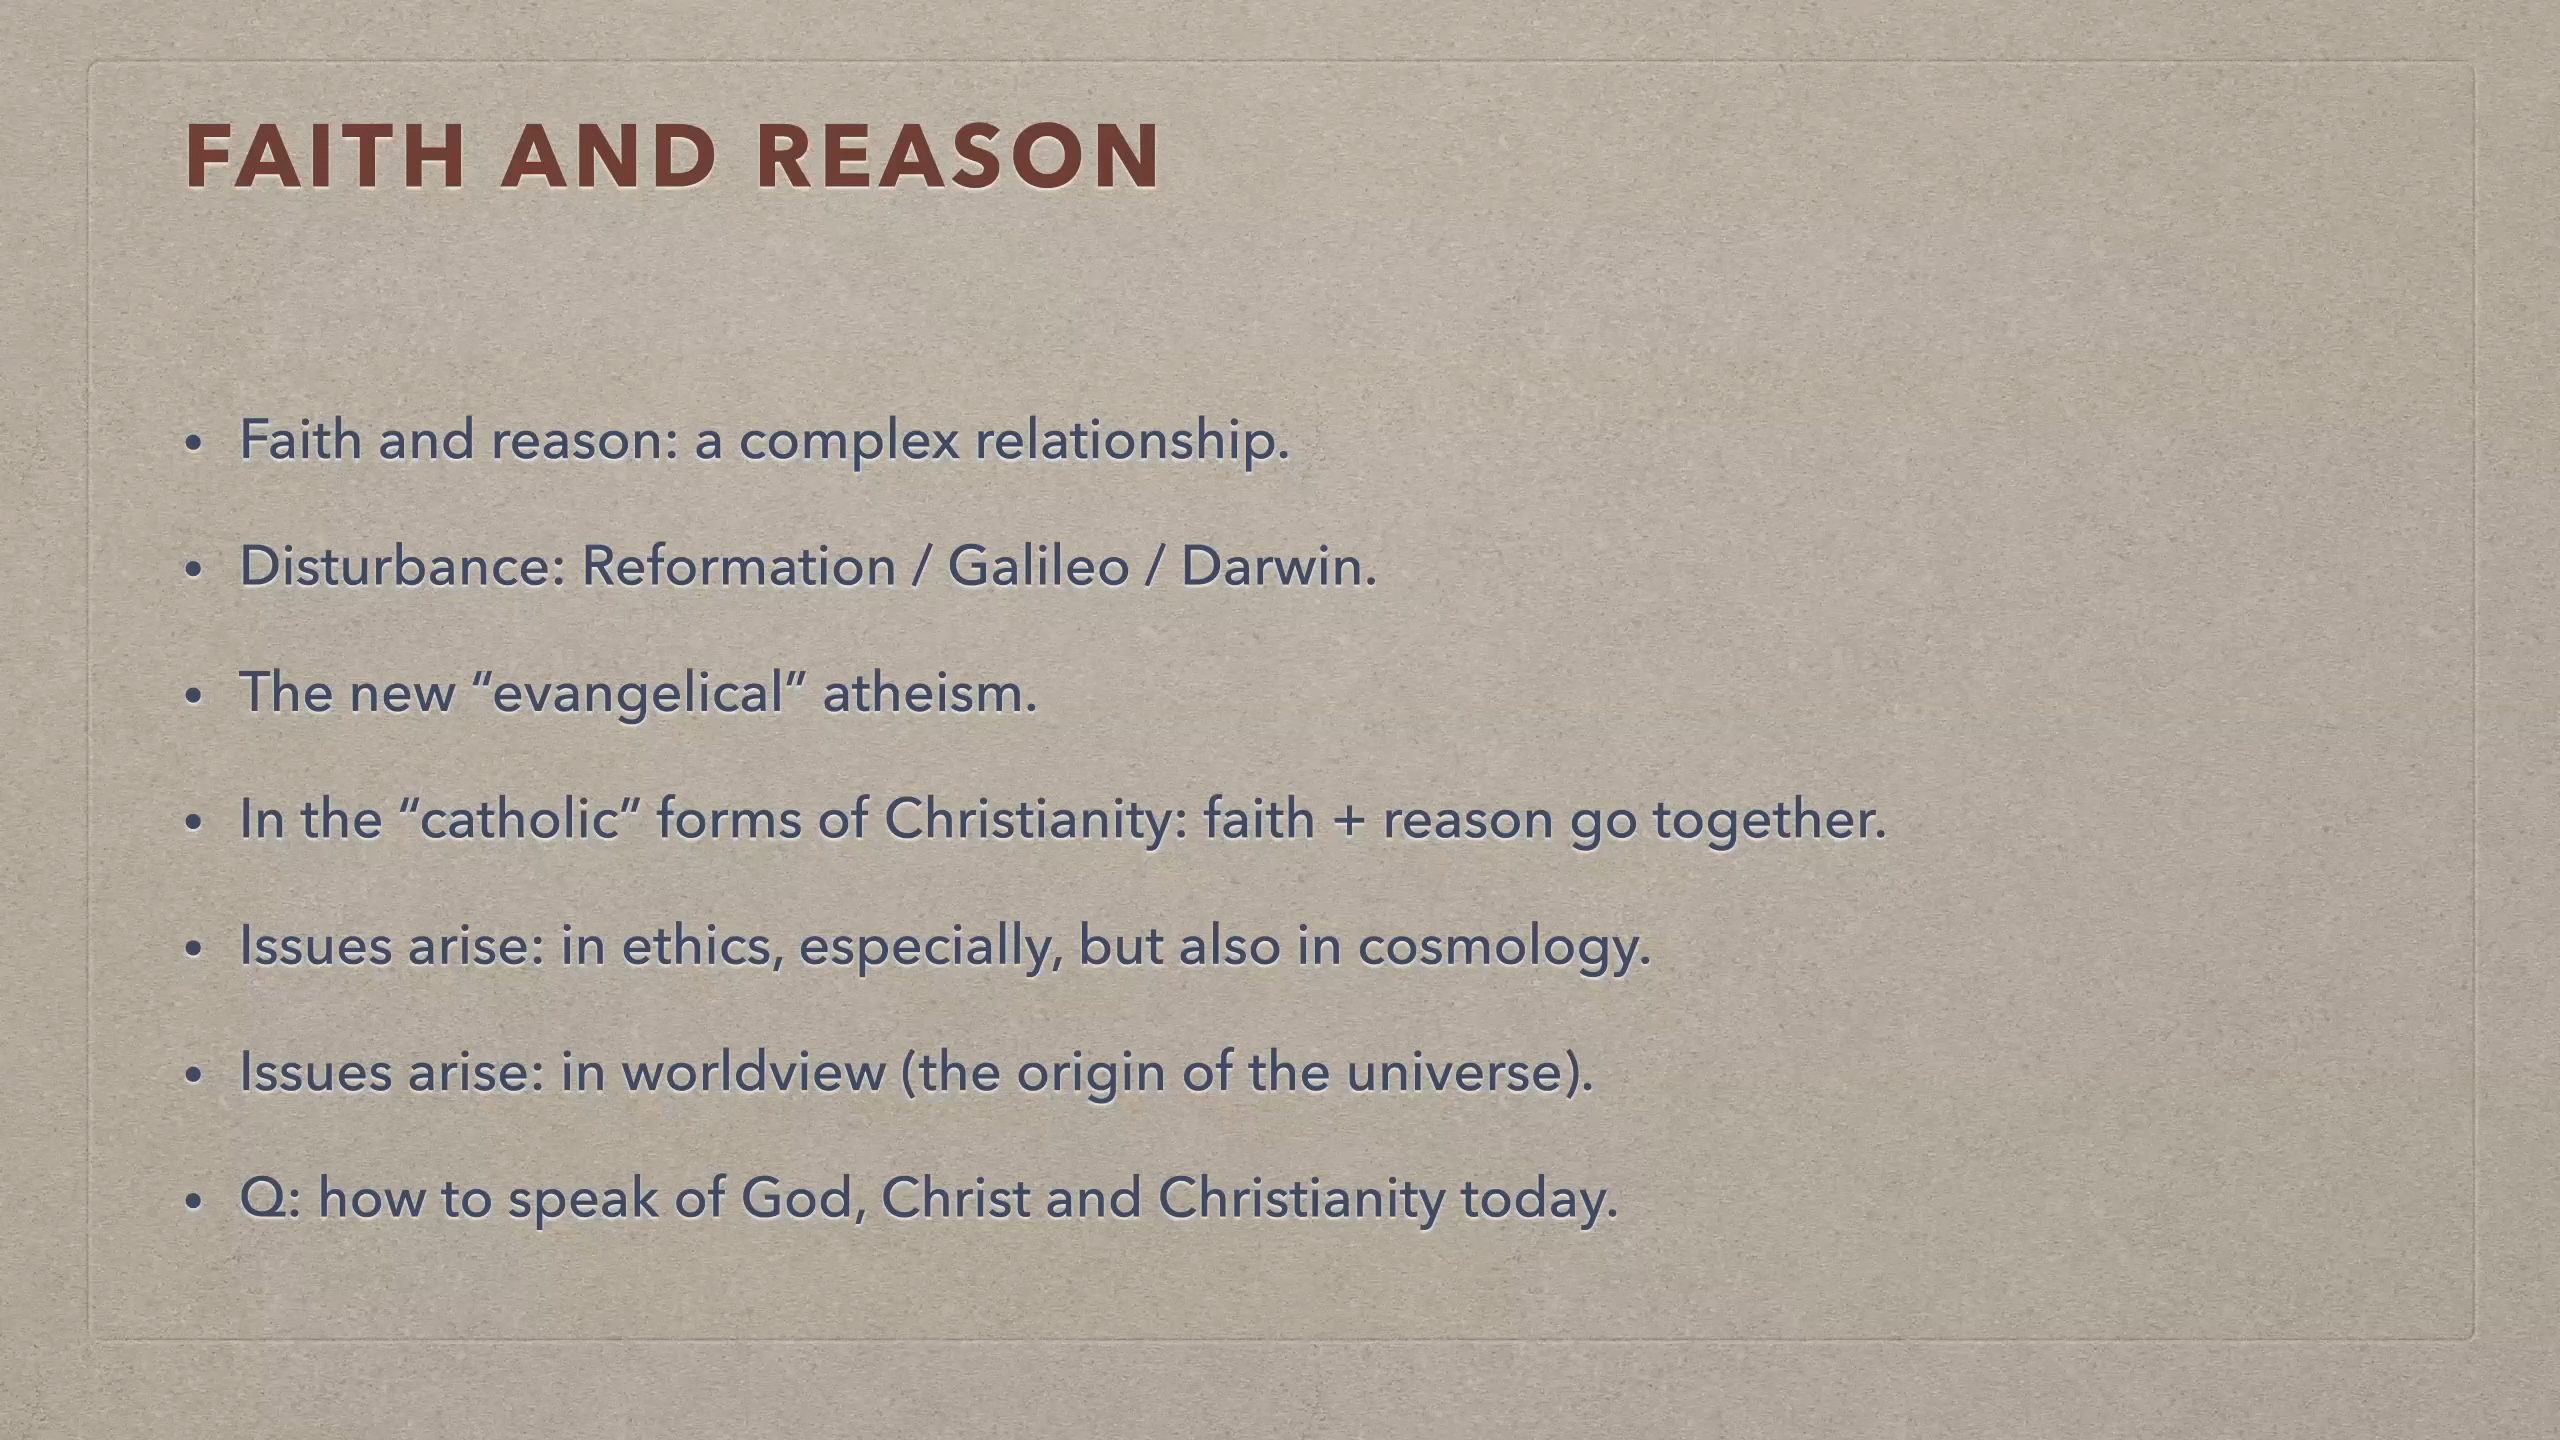 FAITH AND REASON
• Faith and reason: a complex relationship.
• Disturbance: Reformation / Galileo / Darwin.
• The new “evangelical” atheism.
• In the “catholic” forms of Christianity: faith + reason go together.
• Issues arise: in ethics, especially, but also in cosmology.
• Issues arise: in worldview (the origin of the universe).
• Q: how to speak of God, Christ and Christianity today.